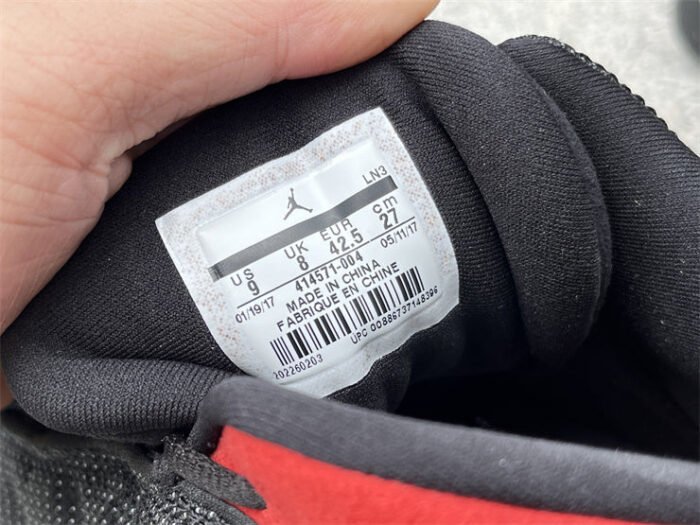 LN3
US UK EUR cm
9 8 42.5 27
414571-004
01/19/17 05/11/17
MADE IN CHINA
FABRIQUE EN CHINE
UPC 00886737148396
202260203